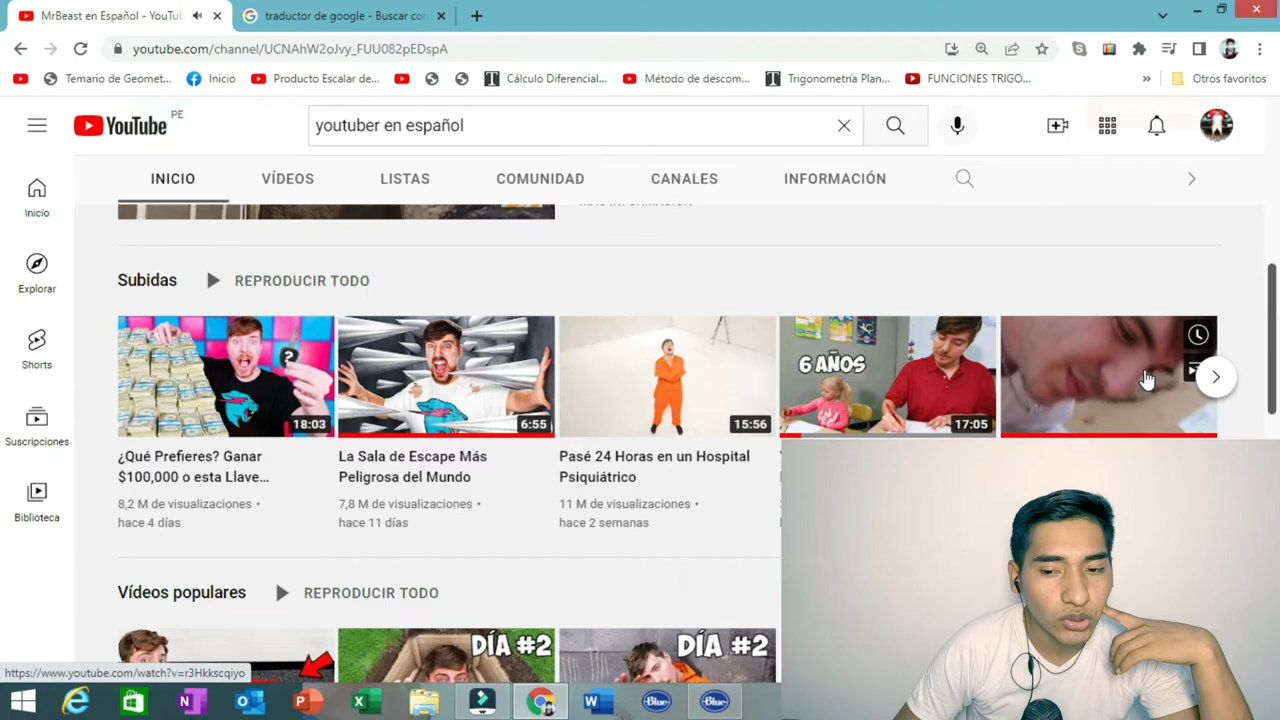 MrBeast en Español - YouTub
traductor de google - Buscar con
youtube.com/channel/UCNAhW2oJvy_FUU082pEDspA
Temario de Geomet...
Inicio
Producto Escalar de...
Cálculo Diferencial...
Método de descom...
Trigonometría Plan...
FUNCIONES TRIGO...
»
Otros favoritos
YouTube PE
youtuber en español
INICIO
VÍDEOS
LISTAS
COMUNIDAD
CANALES
INFORMACIÓN
Inicio
Explorar
Shorts
Suscripciones
Biblioteca
Subidas
REPRODUCIR TODO
?
18:03
6:55
15:56
6 AÑOS
17:05
¿Qué Prefieres? Ganar
$100,000 o esta Llave...
8,2 M de visualizaciones •
hace 4 días
La Sala de Escape Más
Peligrosa del Mundo
7,8 M de visualizaciones •
hace 11 días
Pasé 24 Horas en un Hospital
Psiquiátrico
11 M de visualizaciones •
hace 2 semanas
Vídeos populares
REPRODUCIR TODO
DÍA #2
DÍA #2
https://www.youtube.com/watch?v=r3Hkkscqiyo
Blue
Blue